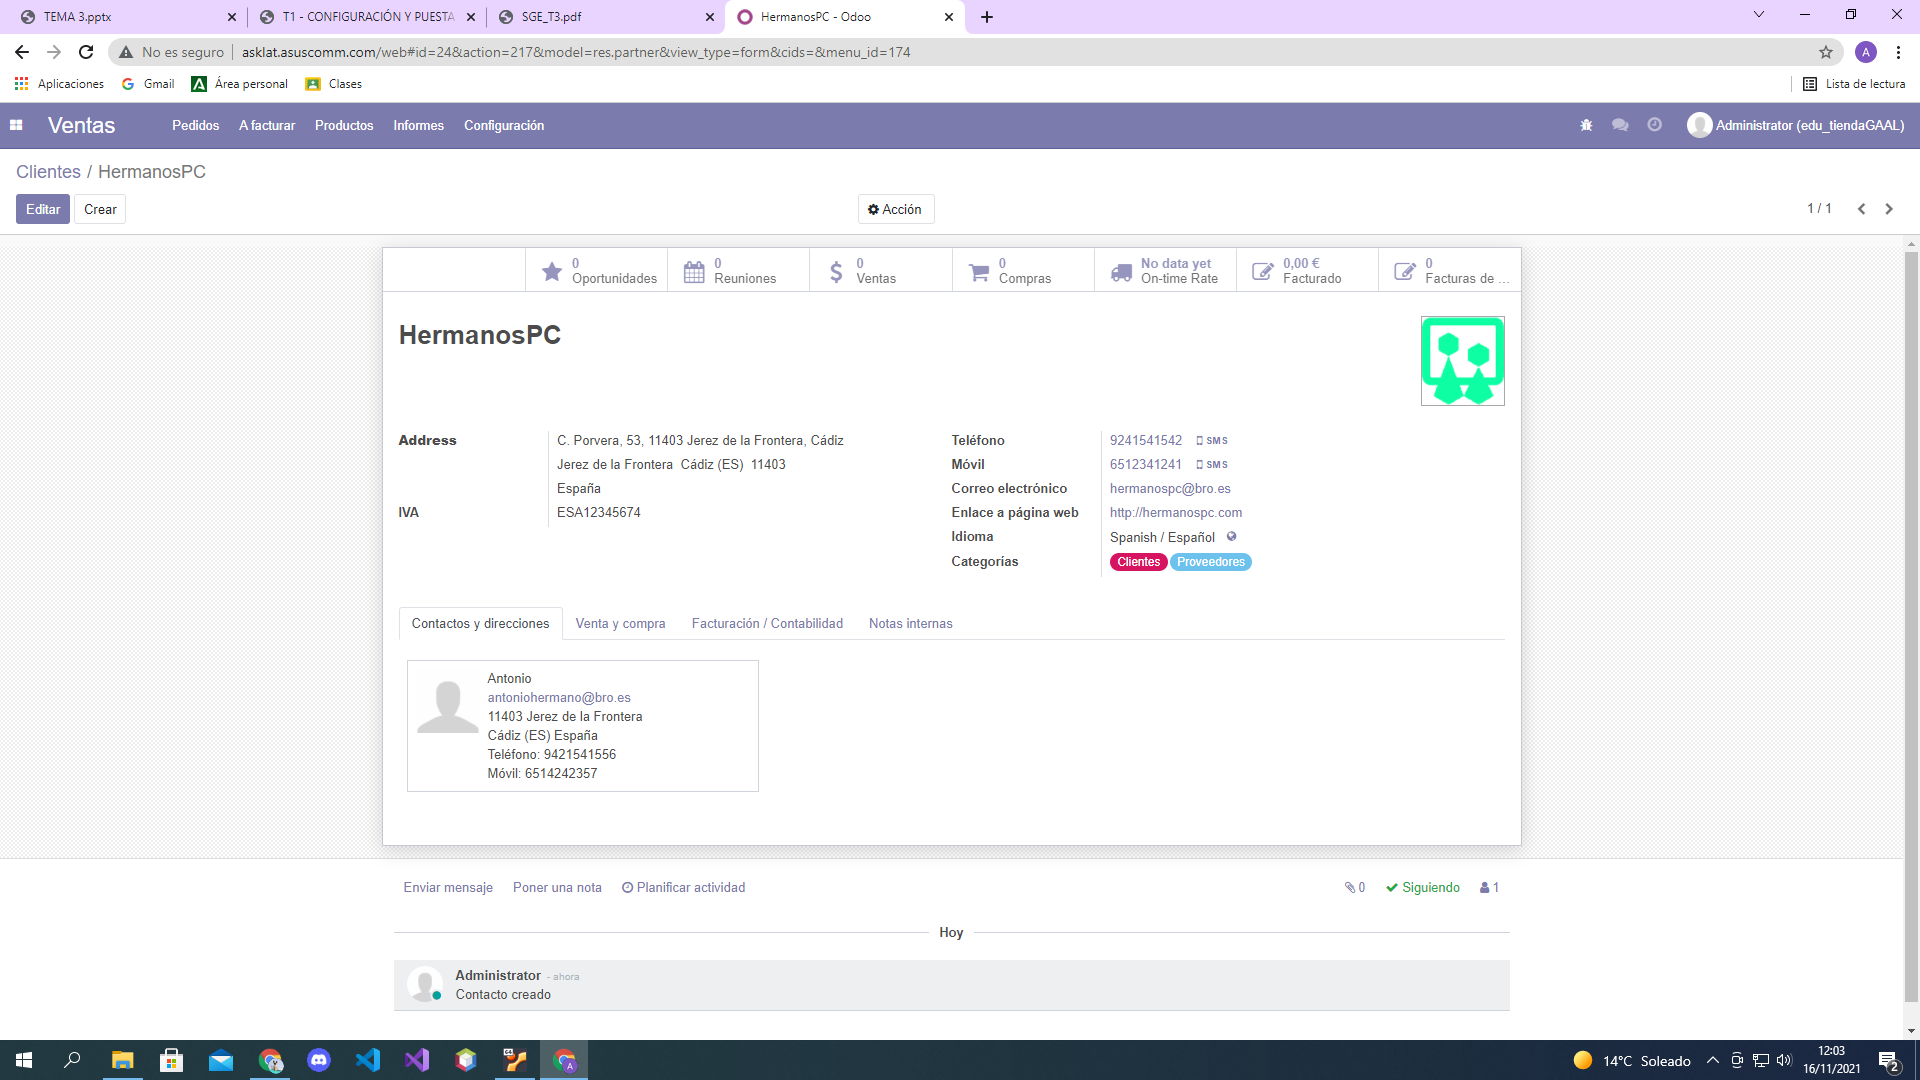 TEMA 3.pptx
T1 - CONFIGURACIÓN Y PUESTA
SGE_T3.pdf
HermanosPC - Odoo
No es seguro
asklat.asuscomm.com/web#id=24&action=217&model=res.partner&view_type=form&cids=&menu_id=174
A
Aplicaciones
Gmail
Área personal
Clases
Lista de lectura
Ventas
Pedidos
A facturar
Productos
Informes
Configuración
Administrator (edu_tiendaGAAL)
Clientes / HermanosPC
Editar
Crear
Acción
1 / 1
0
Oportunidades
0
Reuniones
0
Ventas
0
Compras
No data yet
On-time Rate
0,00 €
Facturado
0
Facturas de ...
HermanosPC
Address
C. Porvera, 53, 11403 Jerez de la Frontera, Cádiz
Jerez de la Frontera Cádiz (ES) 11403
España
IVA
ESA12345674
Teléfono
9241541542 SMS
Móvil
6512341241 SMS
Correo electrónico
hermanospc@bro.es
Enlace a página web
http://hermanospc.com
Idioma
Spanish / Español
Categorías
Clientes
Proveedores
Contactos y direcciones
Venta y compra
Facturación / Contabilidad
Notas internas
Antonio
antoniohermano@bro.es
11403 Jerez de la Frontera
Cádiz (ES) España
Teléfono: 9421541556
Móvil: 6514242357
Enviar mensaje
Poner una nota
Planificar actividad
0
Siguiendo
1
Hoy
Administrator - ahora
Contacto creado
14°C Soleado
12:03
16/11/2021
2